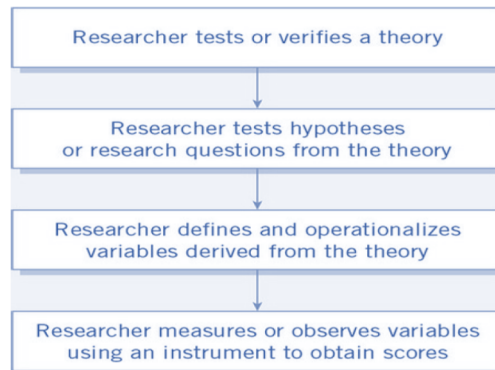 Researcher tests or verifies a theory
Researcher tests hypotheses
or research questions from the theory
Researcher defines and operationalizes
variables derived from the theory
Researcher measures or observes variables
using an instrument to obtain scores